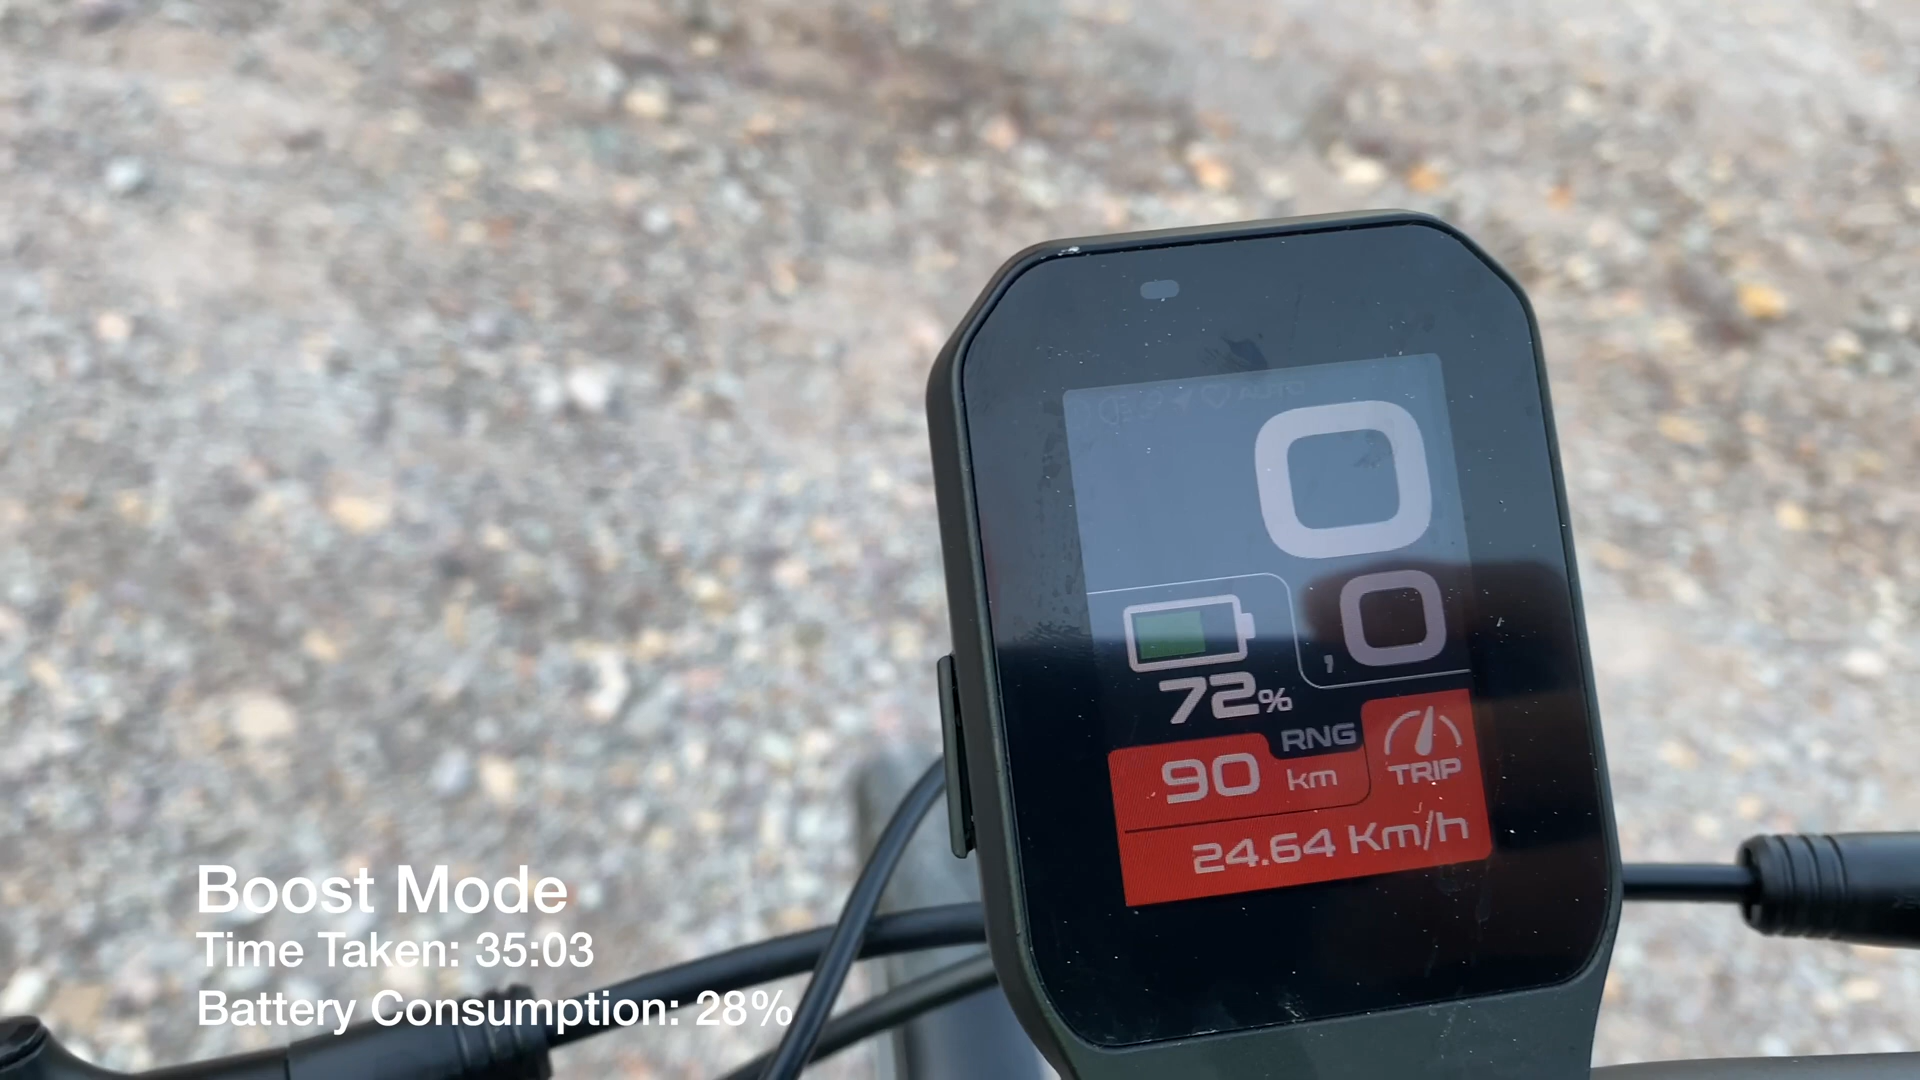 0
,0
72%
RNG
90 km
TRIP
24.64 Km/h
Boost Mode
Time Taken: 35:03
Battery Consumption: 28%